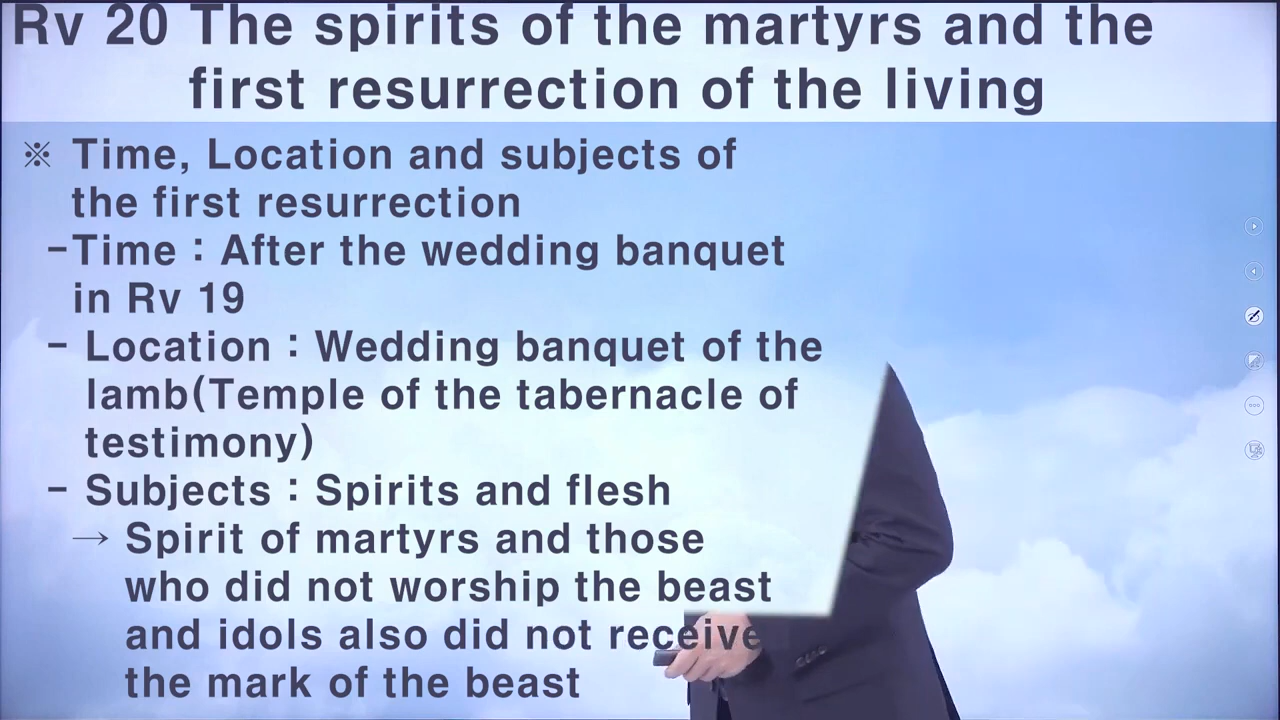 Rv 20 The spirits of the martyrs and the
first resurrection of the living
※ Time, Location and subjects of
the first resurrection
-Time : After the wedding banquet
in Rv 19
- Location : Wedding banquet of the
lamb(Temple of the tabernacle of
testimony)
- Subjects : Spirits and flesh
→ Spirit of martyrs and those
who did not worship the beast
and idols also did not receive
the mark of the beast